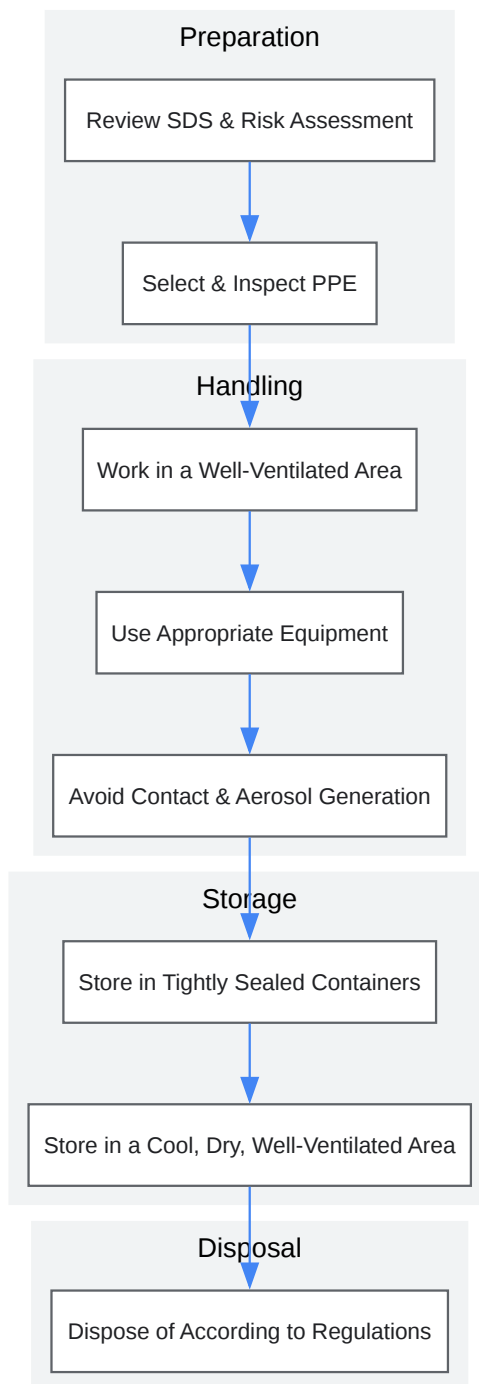 Preparation
Review SDS & Risk Assessment
Select & Inspect PPE
Handling
Work in a Well-Ventilated Area
Use Appropriate Equipment
Avoid Contact & Aerosol Generation
Storage
Store in Tightly Sealed Containers
Store in a Cool, Dry, Well-Ventilated Area
Disposal
Dispose of According to Regulations